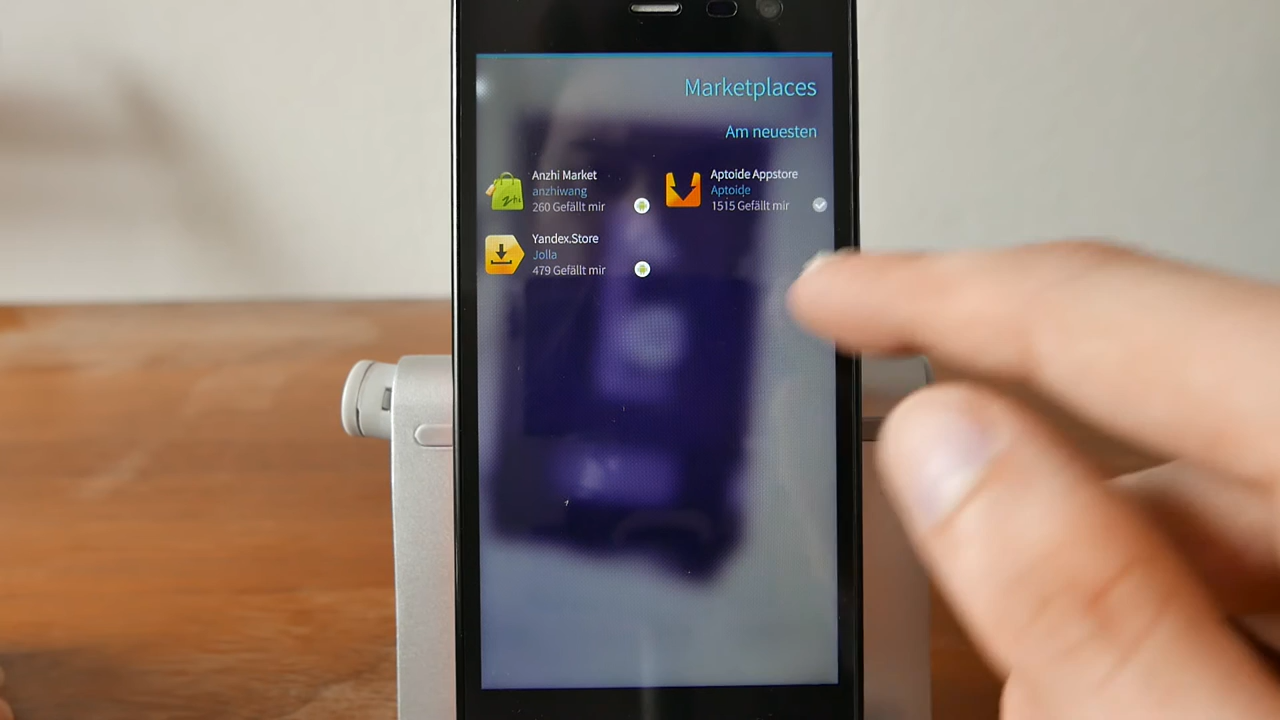 Marketplaces
Am neuesten
Anzhi Market
anzhiwang
260 Gefällt mir
Aptoide Appstore
Aptoide
1515 Gefällt mir
Yandex.Store
Jolla
479 Gefällt mir